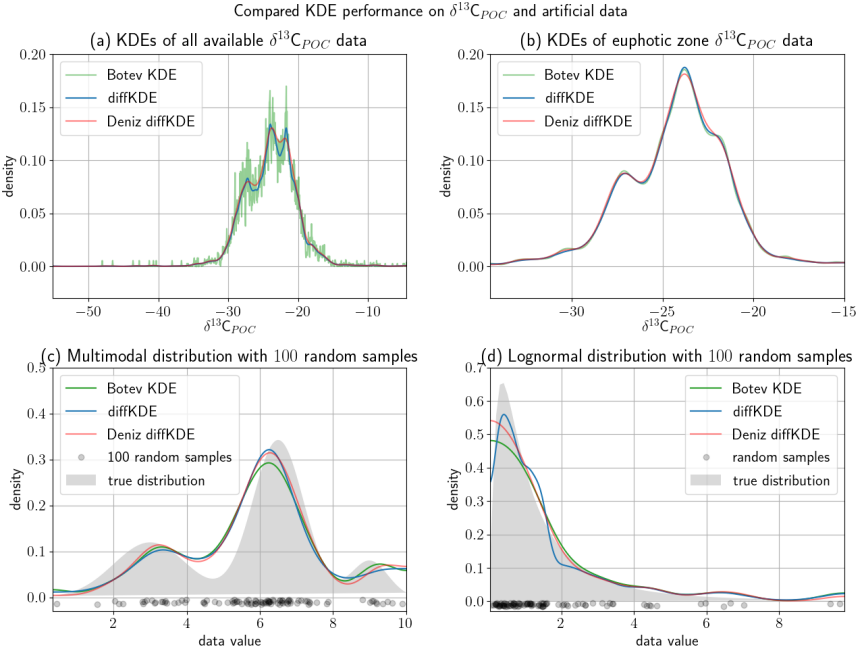 Compared KDE performance on δ¹³C_POC and artificial data
(a) KDEs of all available δ¹³C_POC data
0.20
0.15
0.10
0.05
0.00
density
Botev KDE
diffKDE
Deniz diffKDE
−50 −40 −30 −20 −10
δ¹³C_POC
(b) KDEs of euphotic zone δ¹³C_POC data
0.20
0.15
0.10
0.05
0.00
density
Botev KDE
diffKDE
Deniz diffKDE
−30 −25 −20 −15
δ¹³C_POC
(c) Multimodal distribution with 100 random samples
0.5
0.4
0.3
0.2
0.1
0.0
density
Botev KDE
diffKDE
Deniz diffKDE
100 random samples
true distribution
2 4 6 8 10
data value
(d) Lognormal distribution with 100 random samples
0.7
0.6
0.5
0.4
0.3
0.2
0.1
0.0
density
Botev KDE
diffKDE
Deniz diffKDE
random samples
true distribution
2 4 6 8
data value